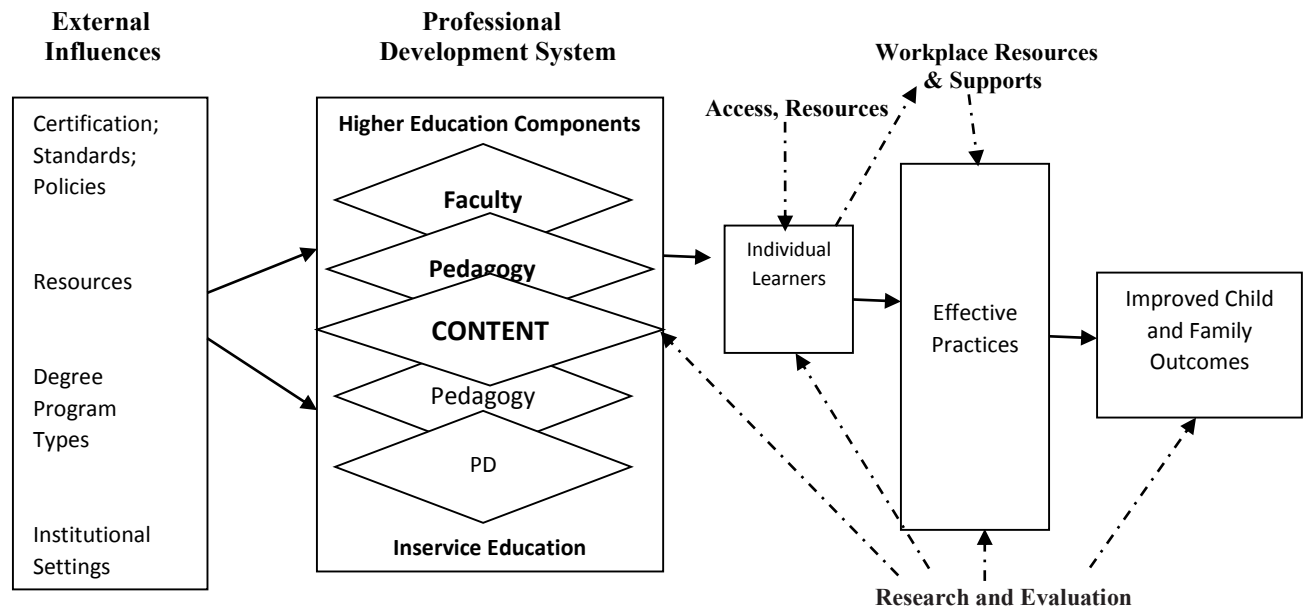 External
Influences
Certification;
Standards;
Policies
Resources
Degree
Program
Types
Institutional
Settings
Professional
Development System
Higher Education Components
Faculty
Pedagogy
CONTENT
Pedagogy
PD
Inservice Education
Access, Resources
Individual
Learners
Workplace Resources
& Supports
Effective
Practices
Improved Child
and Family
Outcomes
Research and Evaluation